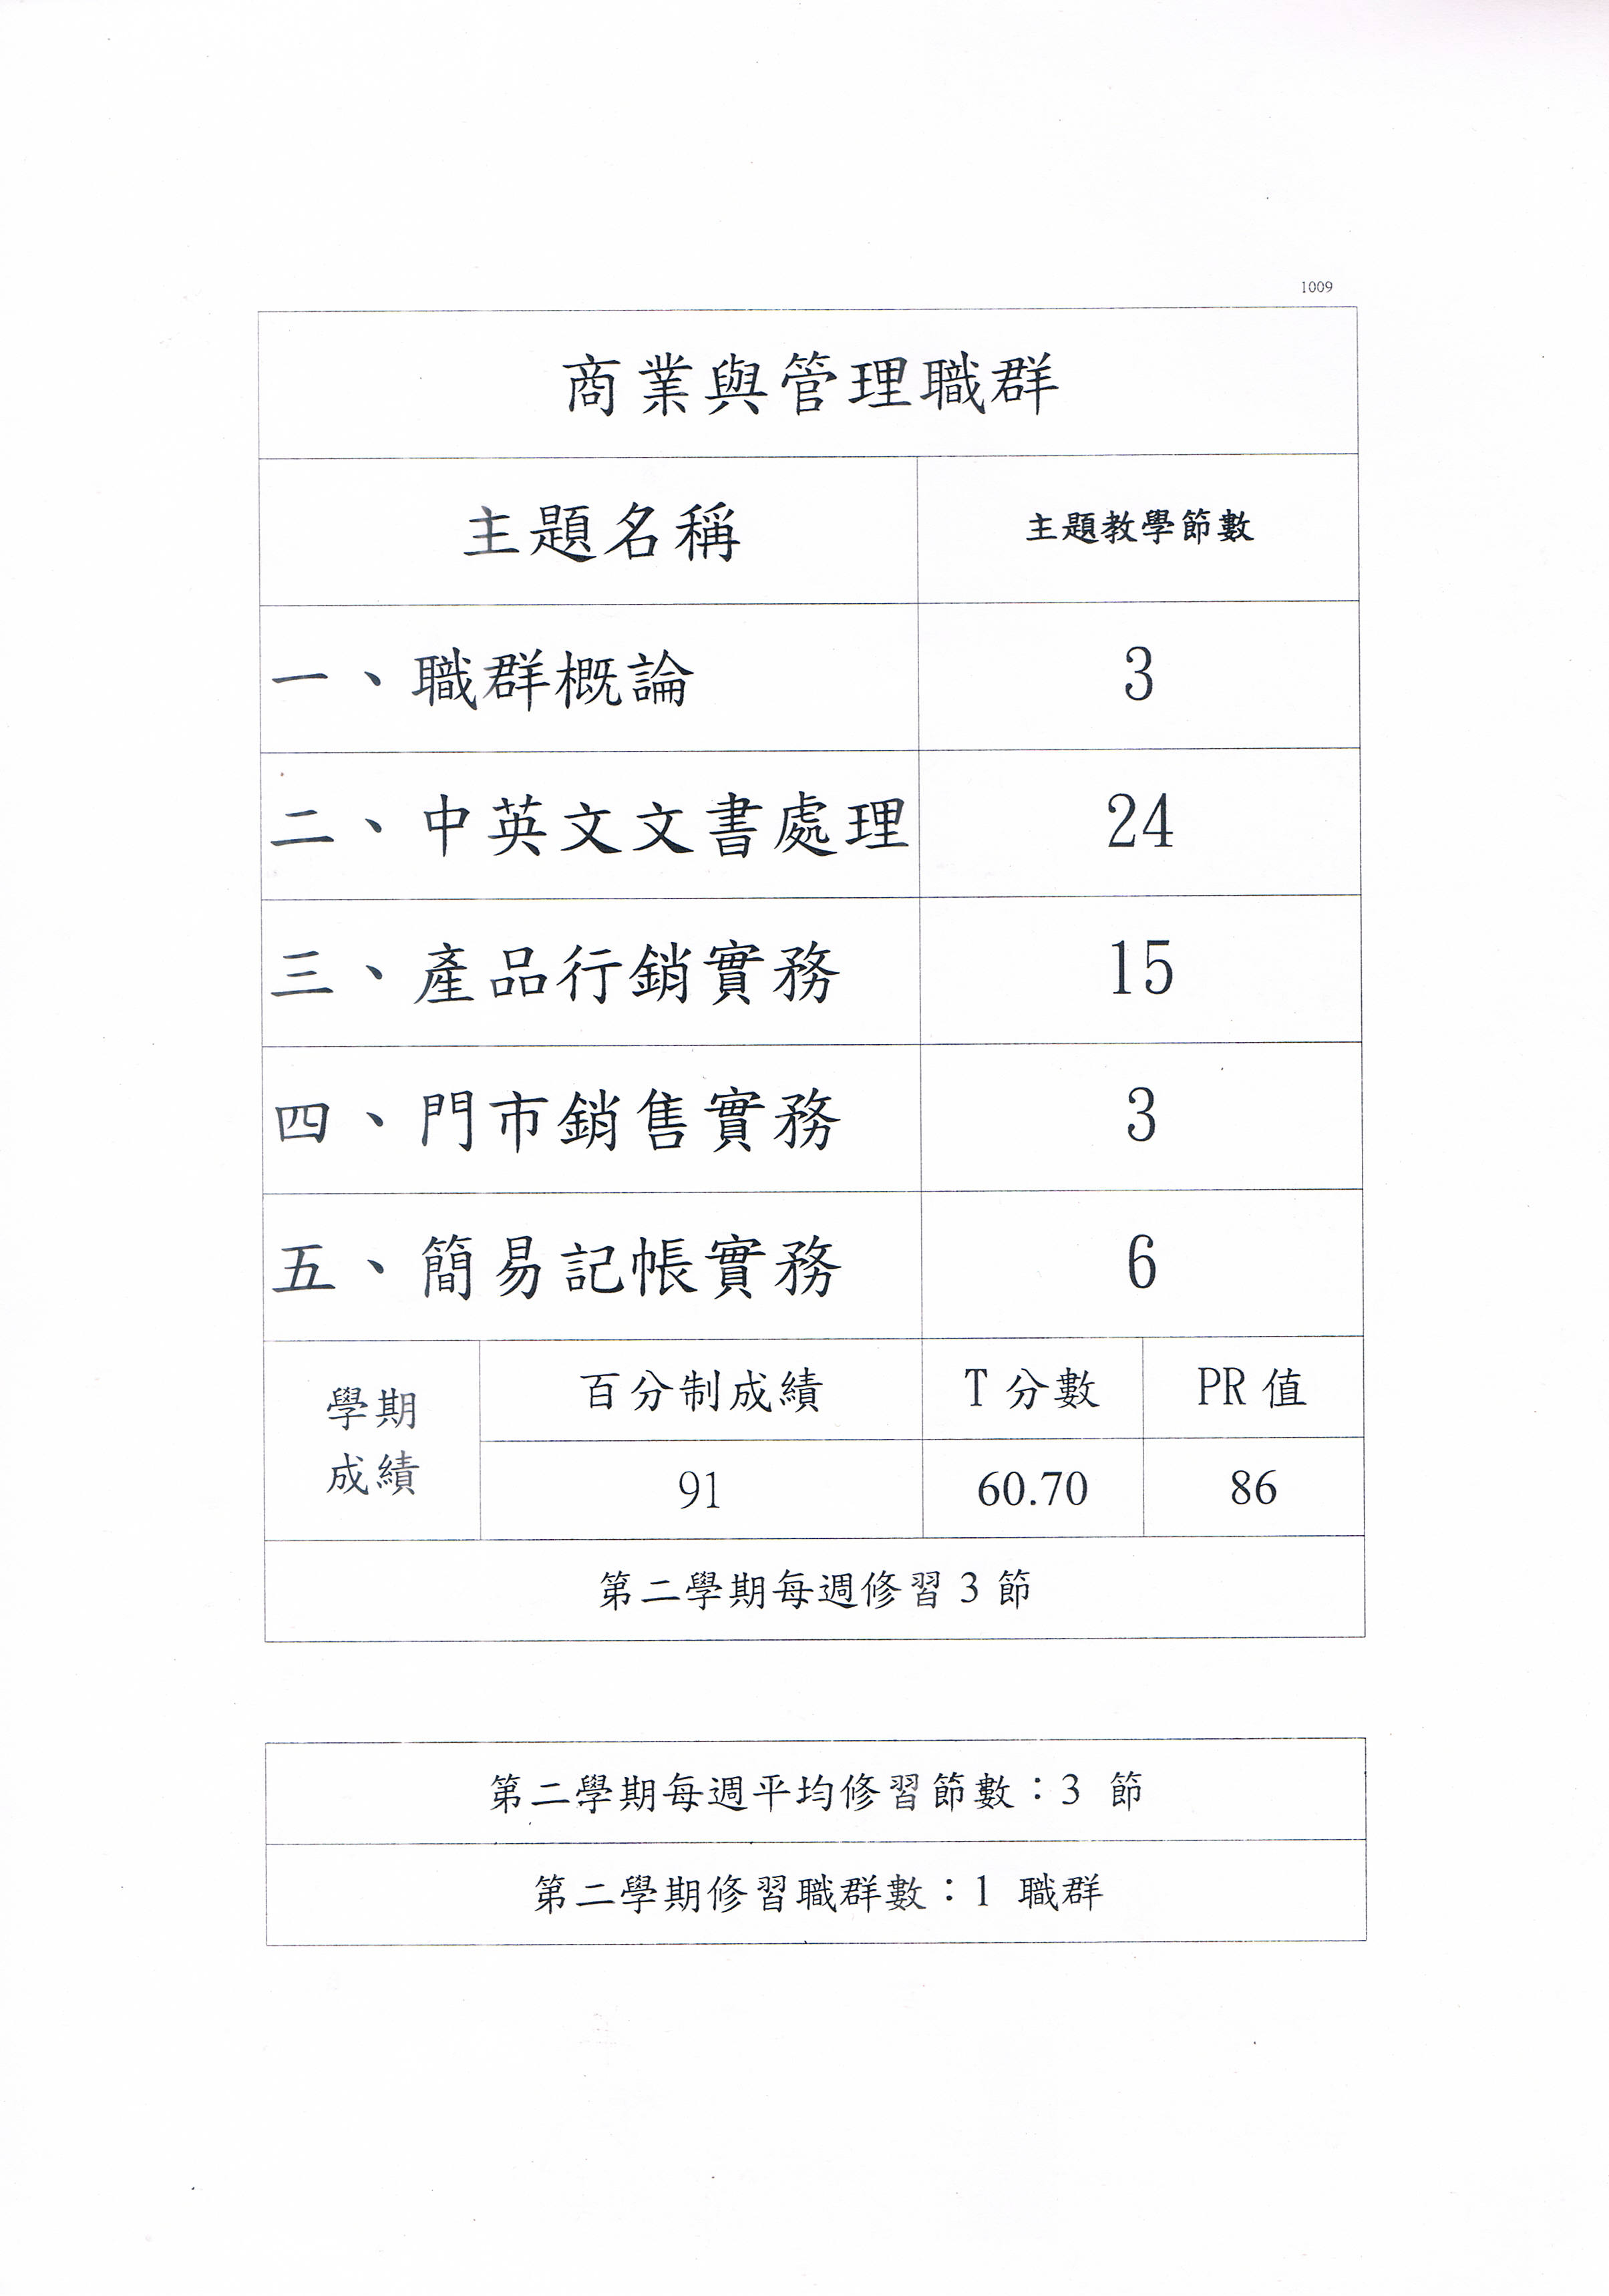 1009
商業與管理職群
主題名稱 主題教學節數
一、職群概論 3
二、中英文文書處理 24
三、產品行銷實務 15
四、門市銷售實務 3
五、簡易記帳實務 6
學期成績 百分制成績 T分數 PR值
91 60.70 86
第二學期每週修習 3 節
第二學期每週平均修習節數：3 節
第二學期修習職群數：1 職群